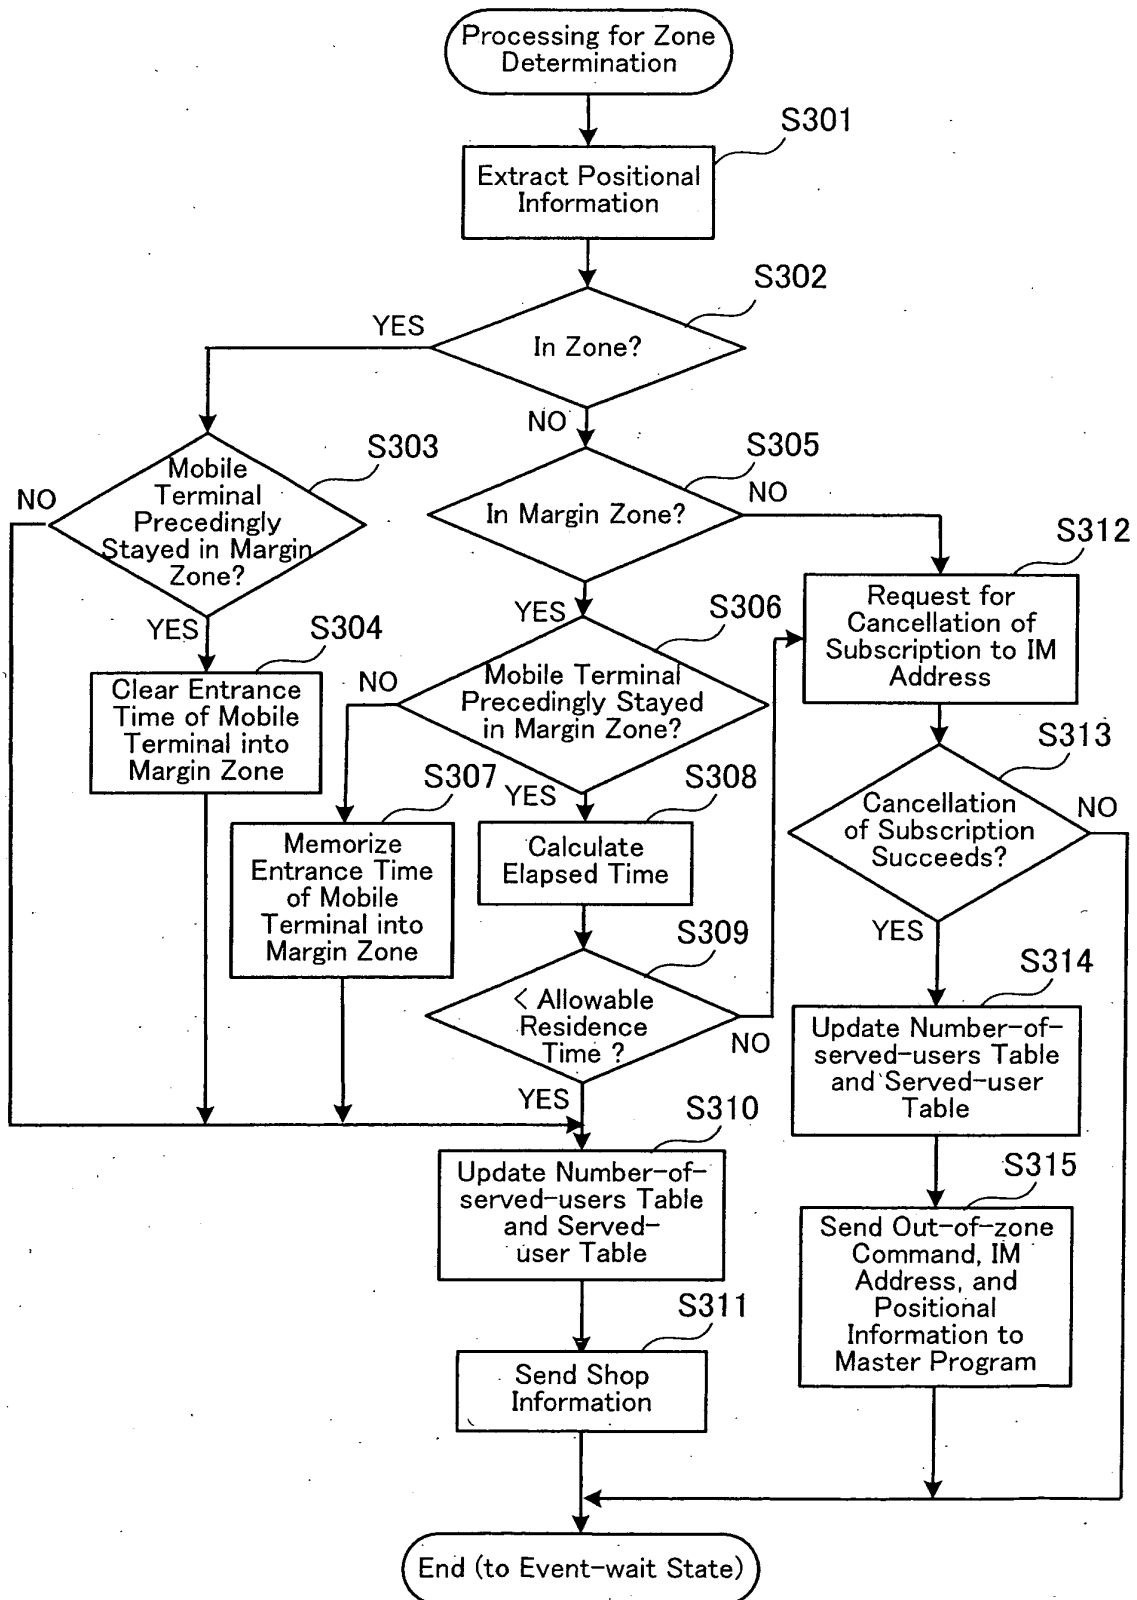 Processing for Zone
Determination
S301
Extract Positional
Information
S302
YES
In Zone?
NO
S303
NO
Mobile
Terminal
Precedingly
Stayed in Margin
Zone?
S305
NO
In Margin Zone?
YES
YES
S304
Clear Entrance
Time of Mobile
Terminal into
Margin Zone
S306
NO
Mobile Terminal
Precedingly Stayed
in Margin Zone?
YES
S307
Memorize
Entrance Time
of Mobile
Terminal into
Margin Zone
S308
Calculate
Elapsed Time
S309
< Allowable
Residence
Time ?
NO
YES
S310
Update Number-of-
served-users Table
and Served-
user Table
S311
Send Shop
Information
S312
Request for
Cancellation of
Subscription to IM
Address
S313
Cancellation
of Subscription
Succeeds?
NO
YES
S314
Update Number-of-
served-users Table
and Served-user
Table
S315
Send Out-of-zone
Command, IM
Address, and
Positional
Information to
Master Program
End (to Event-wait State)